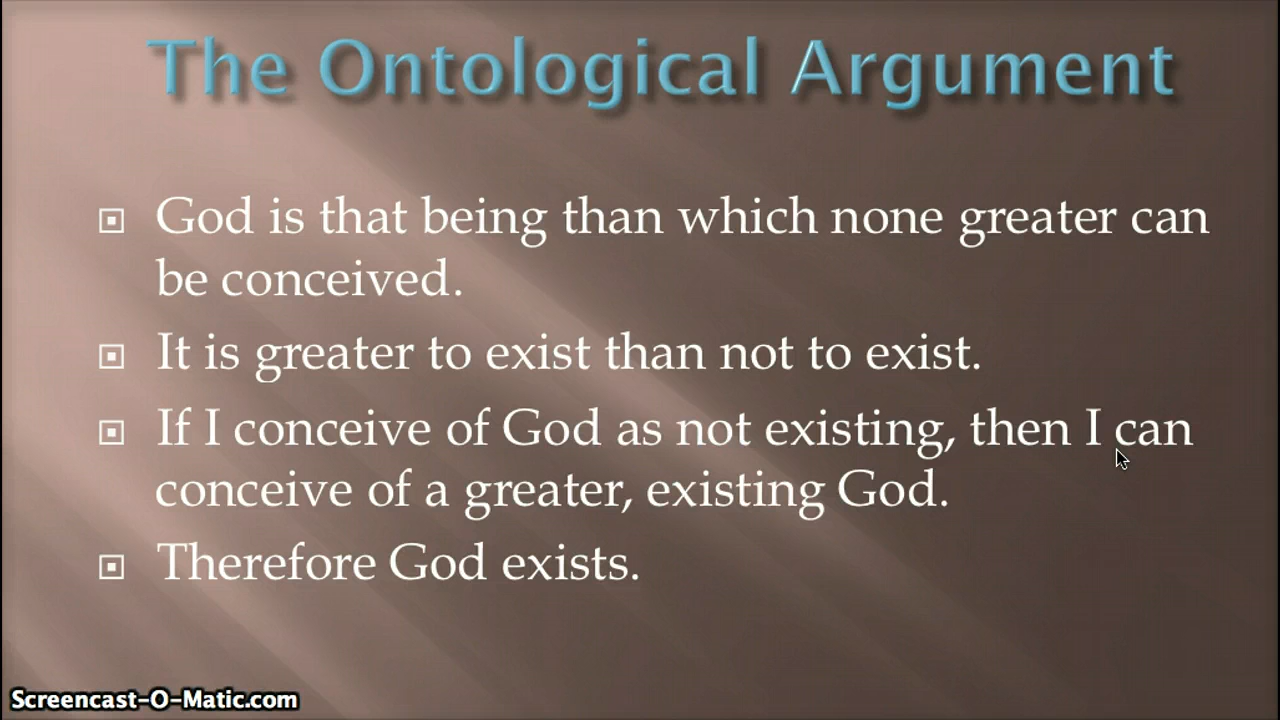 The Ontological Argument
God is that being than which none greater can
be conceived.
It is greater to exist than not to exist.
If I conceive of God as not existing, then I can
conceive of a greater, existing God.
Therefore God exists.
Screencast-O-Matic.com